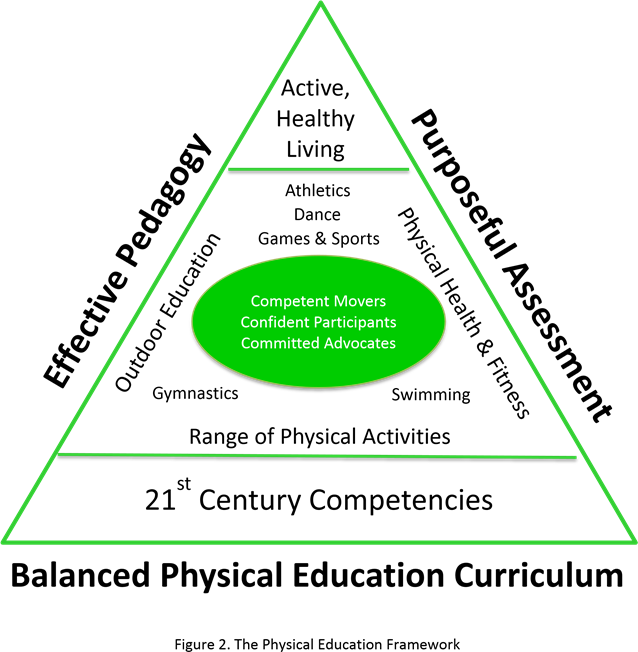 Active,
Healthy
Living
Effective Pedagogy
Purposeful Assessment
Athletics
Dance
Games & Sports
Outdoor Education
Physical Health & Fitness
Competent Movers
Confident Participants
Committed Advocates
Gymnastics
Swimming
Range of Physical Activities
21st Century Competencies
Balanced Physical Education Curriculum
Figure 2. The Physical Education Framework